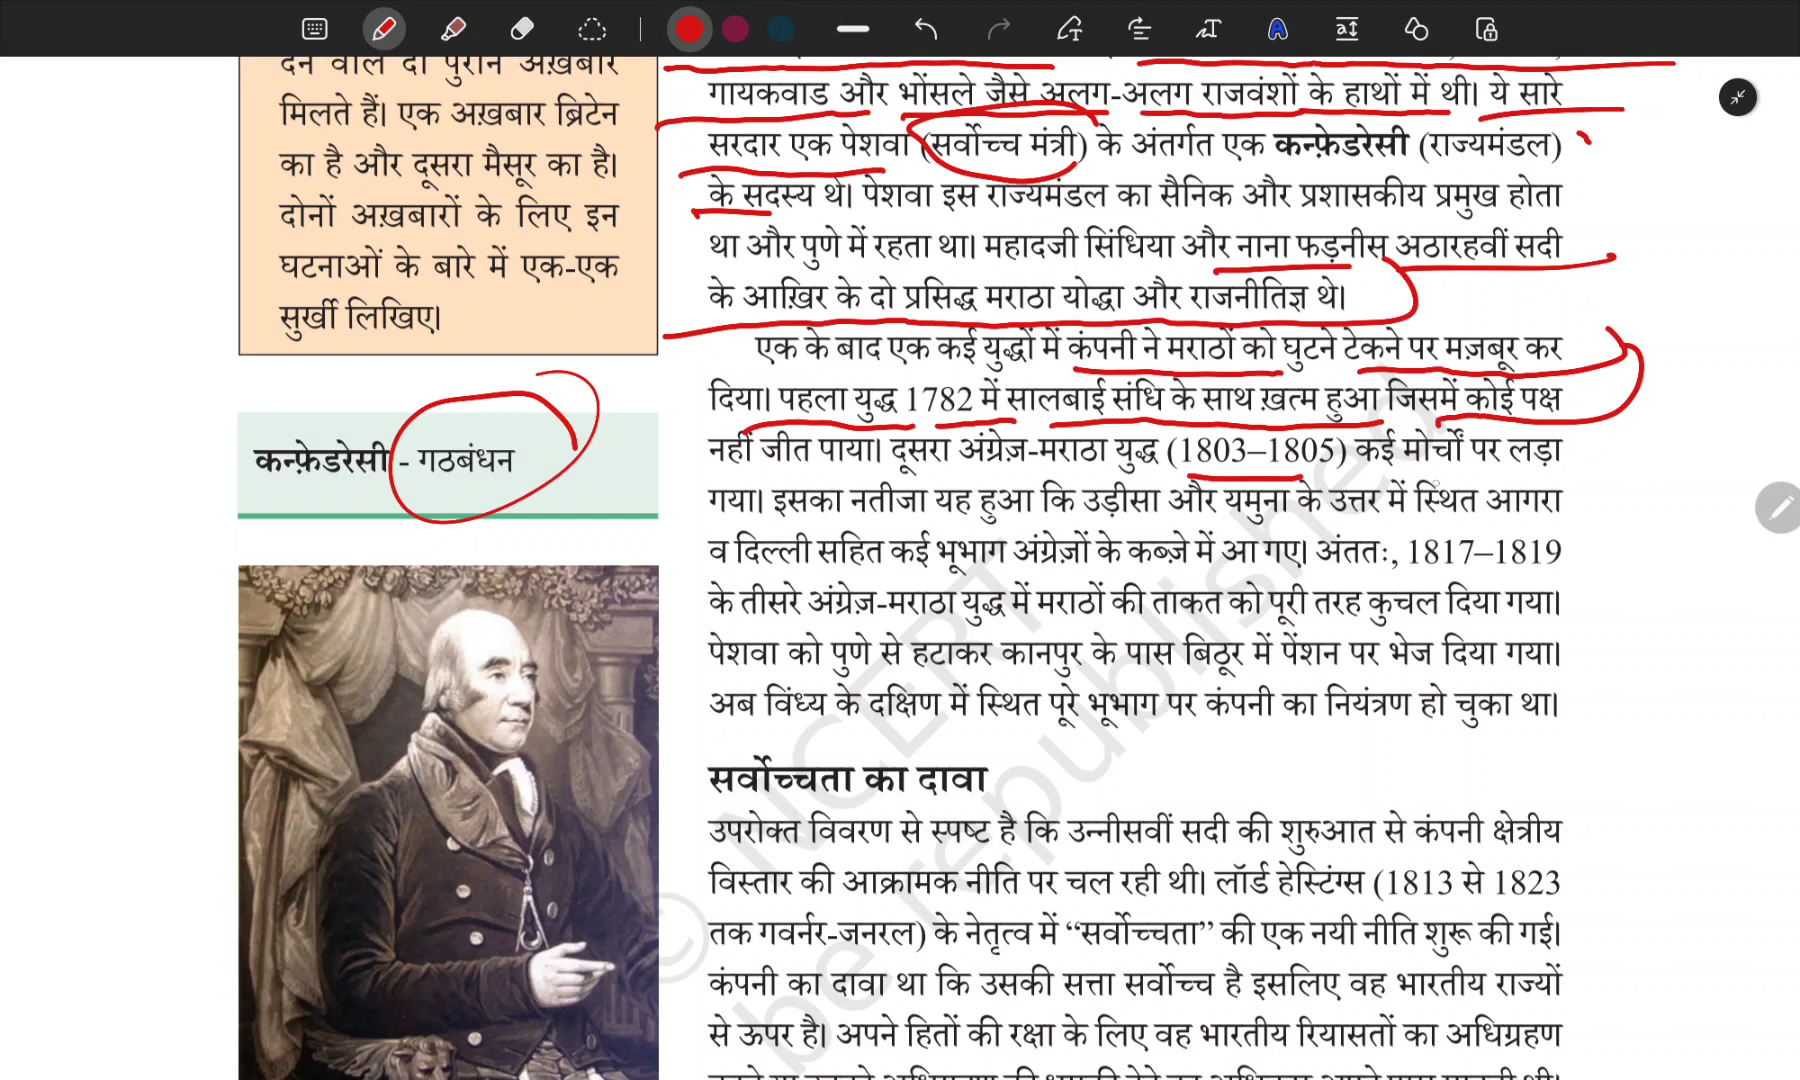 देने वाले दो पुराने अख़बार
मिलते हैं। एक अख़बार ब्रिटेन
का है और दूसरा मैसूर का है।
दोनों अख़बारों के लिए इन
घटनाओं के बारे में एक-एक
सुर्खी लिखिए।
कन्फ़ेडरेसी - गठबंधन
गायकवाड और भोंसले जैसे अलग-अलग राजवंशों के हाथों में थी। ये सारे
सरदार एक पेशवा (सर्वोच्च मंत्री) के अंतर्गत एक कन्फ़ेडरेसी (राज्यमंडल)
के सदस्य थे। पेशवा इस राज्यमंडल का सैनिक और प्रशासकीय प्रमुख होता
था और पुणे में रहता था। महादजी सिंधिया और नाना फड़नीस अठारहवीं सदी
के आख़िर के दो प्रसिद्ध मराठा योद्धा और राजनीतिज्ञ थे।
एक के बाद एक कई युद्धों में कंपनी ने मराठों को घुटने टेकने पर मज़बूर कर
दिया। पहला युद्ध 1782 में सालबाई संधि के साथ ख़त्म हुआ जिसमें कोई पक्ष
नहीं जीत पाया। दूसरा अंग्रेज़-मराठा युद्ध (1803–1805) कई मोर्चों पर लड़ा
गया। इसका नतीजा यह हुआ कि उड़ीसा और यमुना के उत्तर में स्थित आगरा
व दिल्ली सहित कई भूभाग अंग्रेज़ों के कब्ज़े में आ गए। अंततः, 1817–1819
के तीसरे अंग्रेज़-मराठा युद्ध में मराठों की ताकत को पूरी तरह कुचल दिया गया।
पेशवा को पुणे से हटाकर कानपुर के पास बिठूर में पेंशन पर भेज दिया गया।
अब विंध्य के दक्षिण में स्थित पूरे भूभाग पर कंपनी का नियंत्रण हो चुका था।
सर्वोच्चता का दावा
उपरोक्त विवरण से स्पष्ट है कि उन्नीसवीं सदी की शुरुआत से कंपनी क्षेत्रीय
विस्तार की आक्रामक नीति पर चल रही थी। लॉर्ड हेस्टिंग्स (1813 से 1823
तक गवर्नर-जनरल) के नेतृत्व में “सर्वोच्चता” की एक नयी नीति शुरू की गई।
कंपनी का दावा था कि उसकी सत्ता सर्वोच्च है इसलिए वह भारतीय राज्यों
से ऊपर है। अपने हितों की रक्षा के लिए वह भारतीय रियासतों का अधिग्रहण
© NCERT
be republished